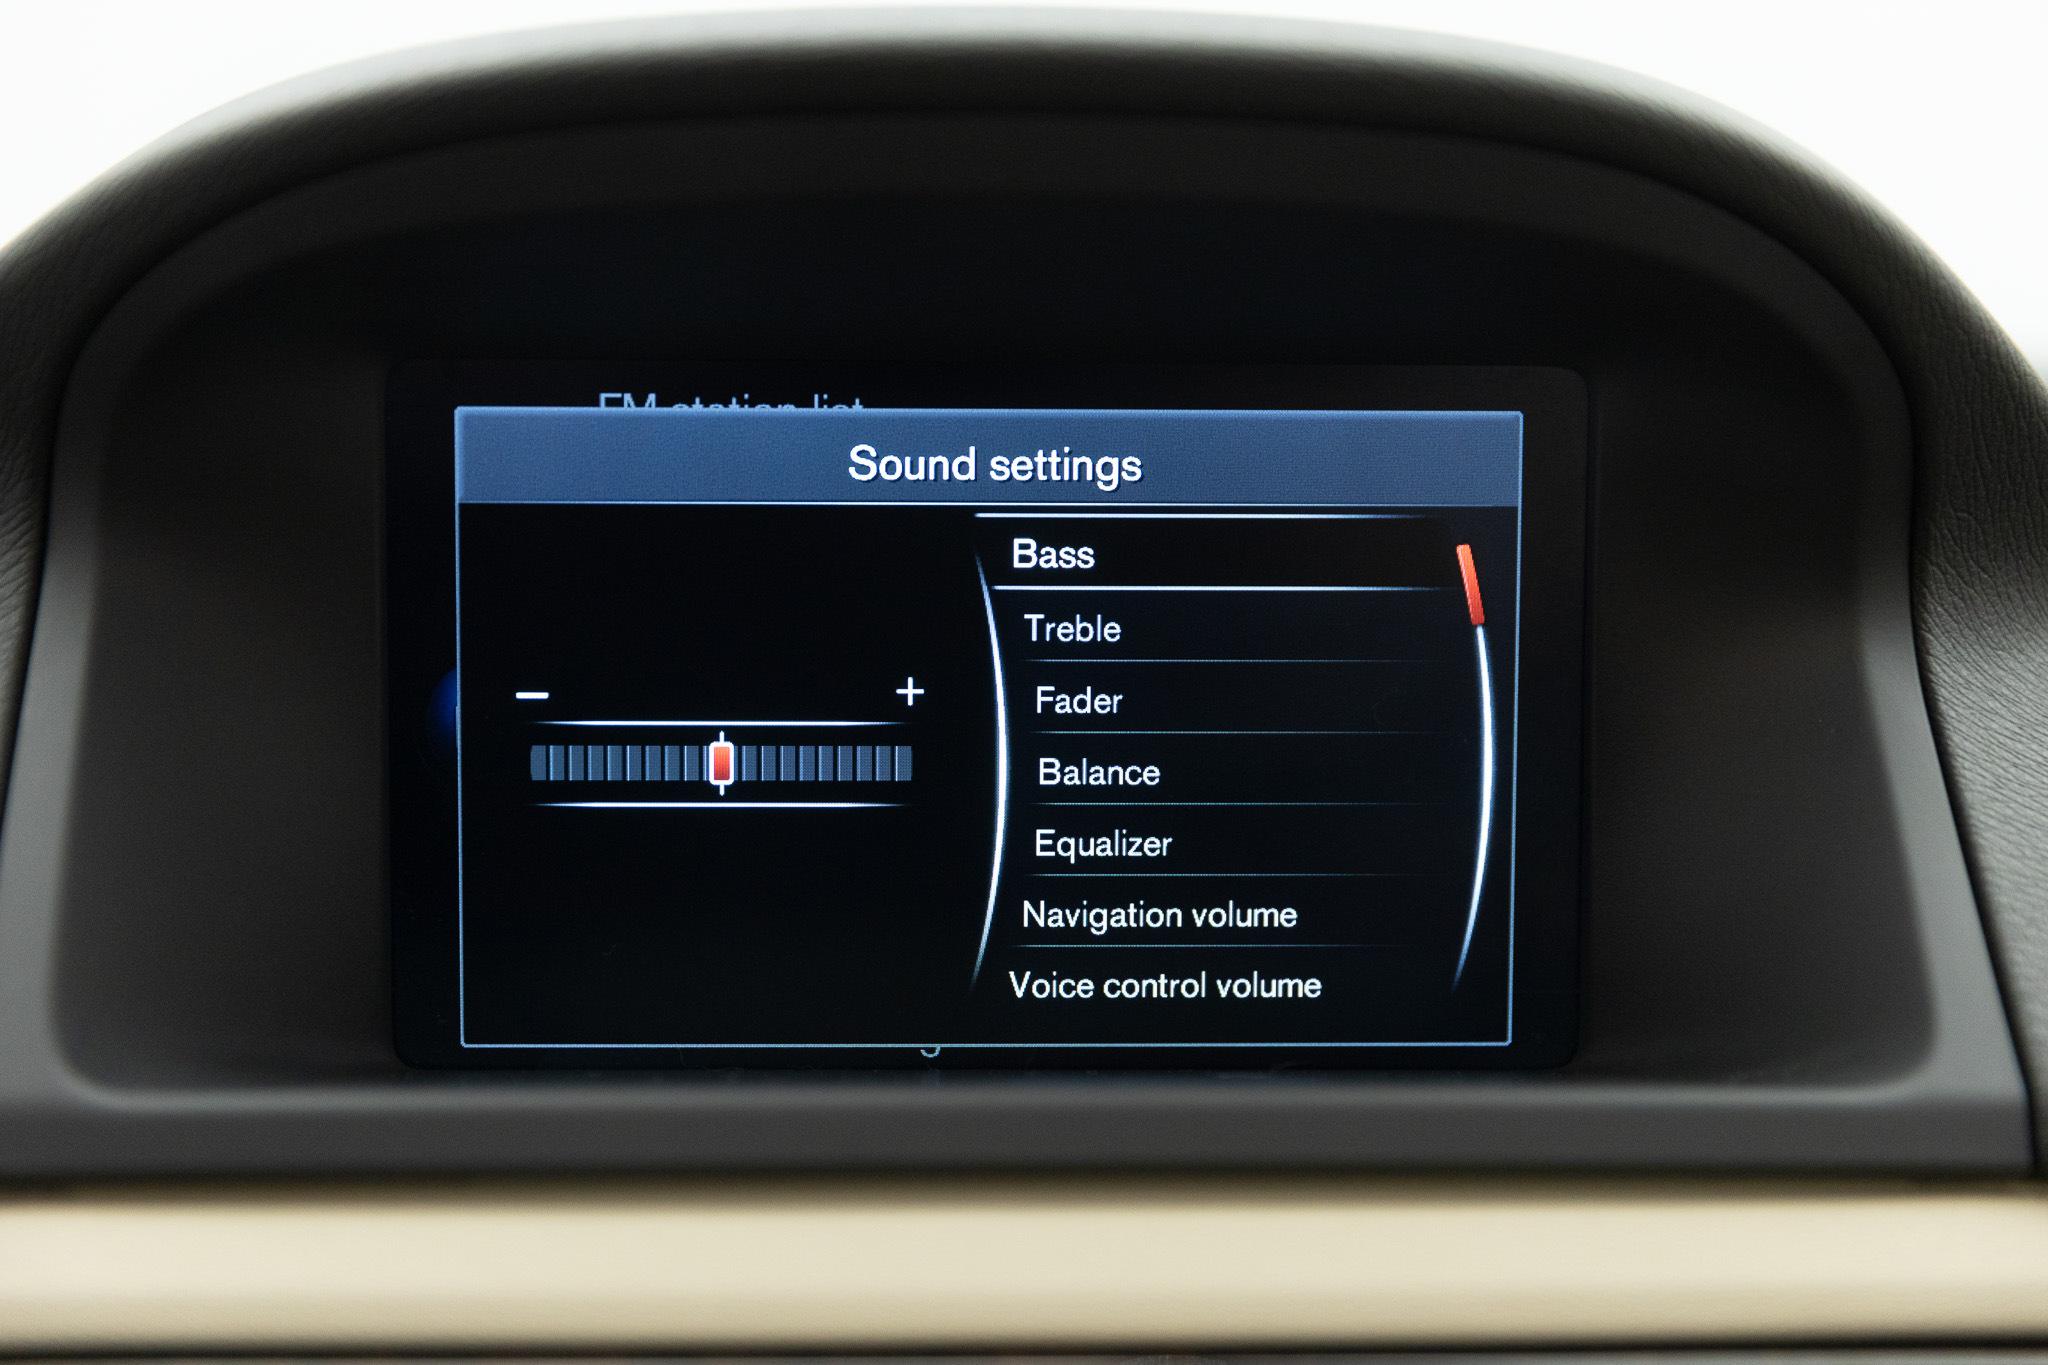 FM station list
Sound settings
Bass
Treble
Fader
Balance
Equalizer
Navigation volume
Voice control volume
- +